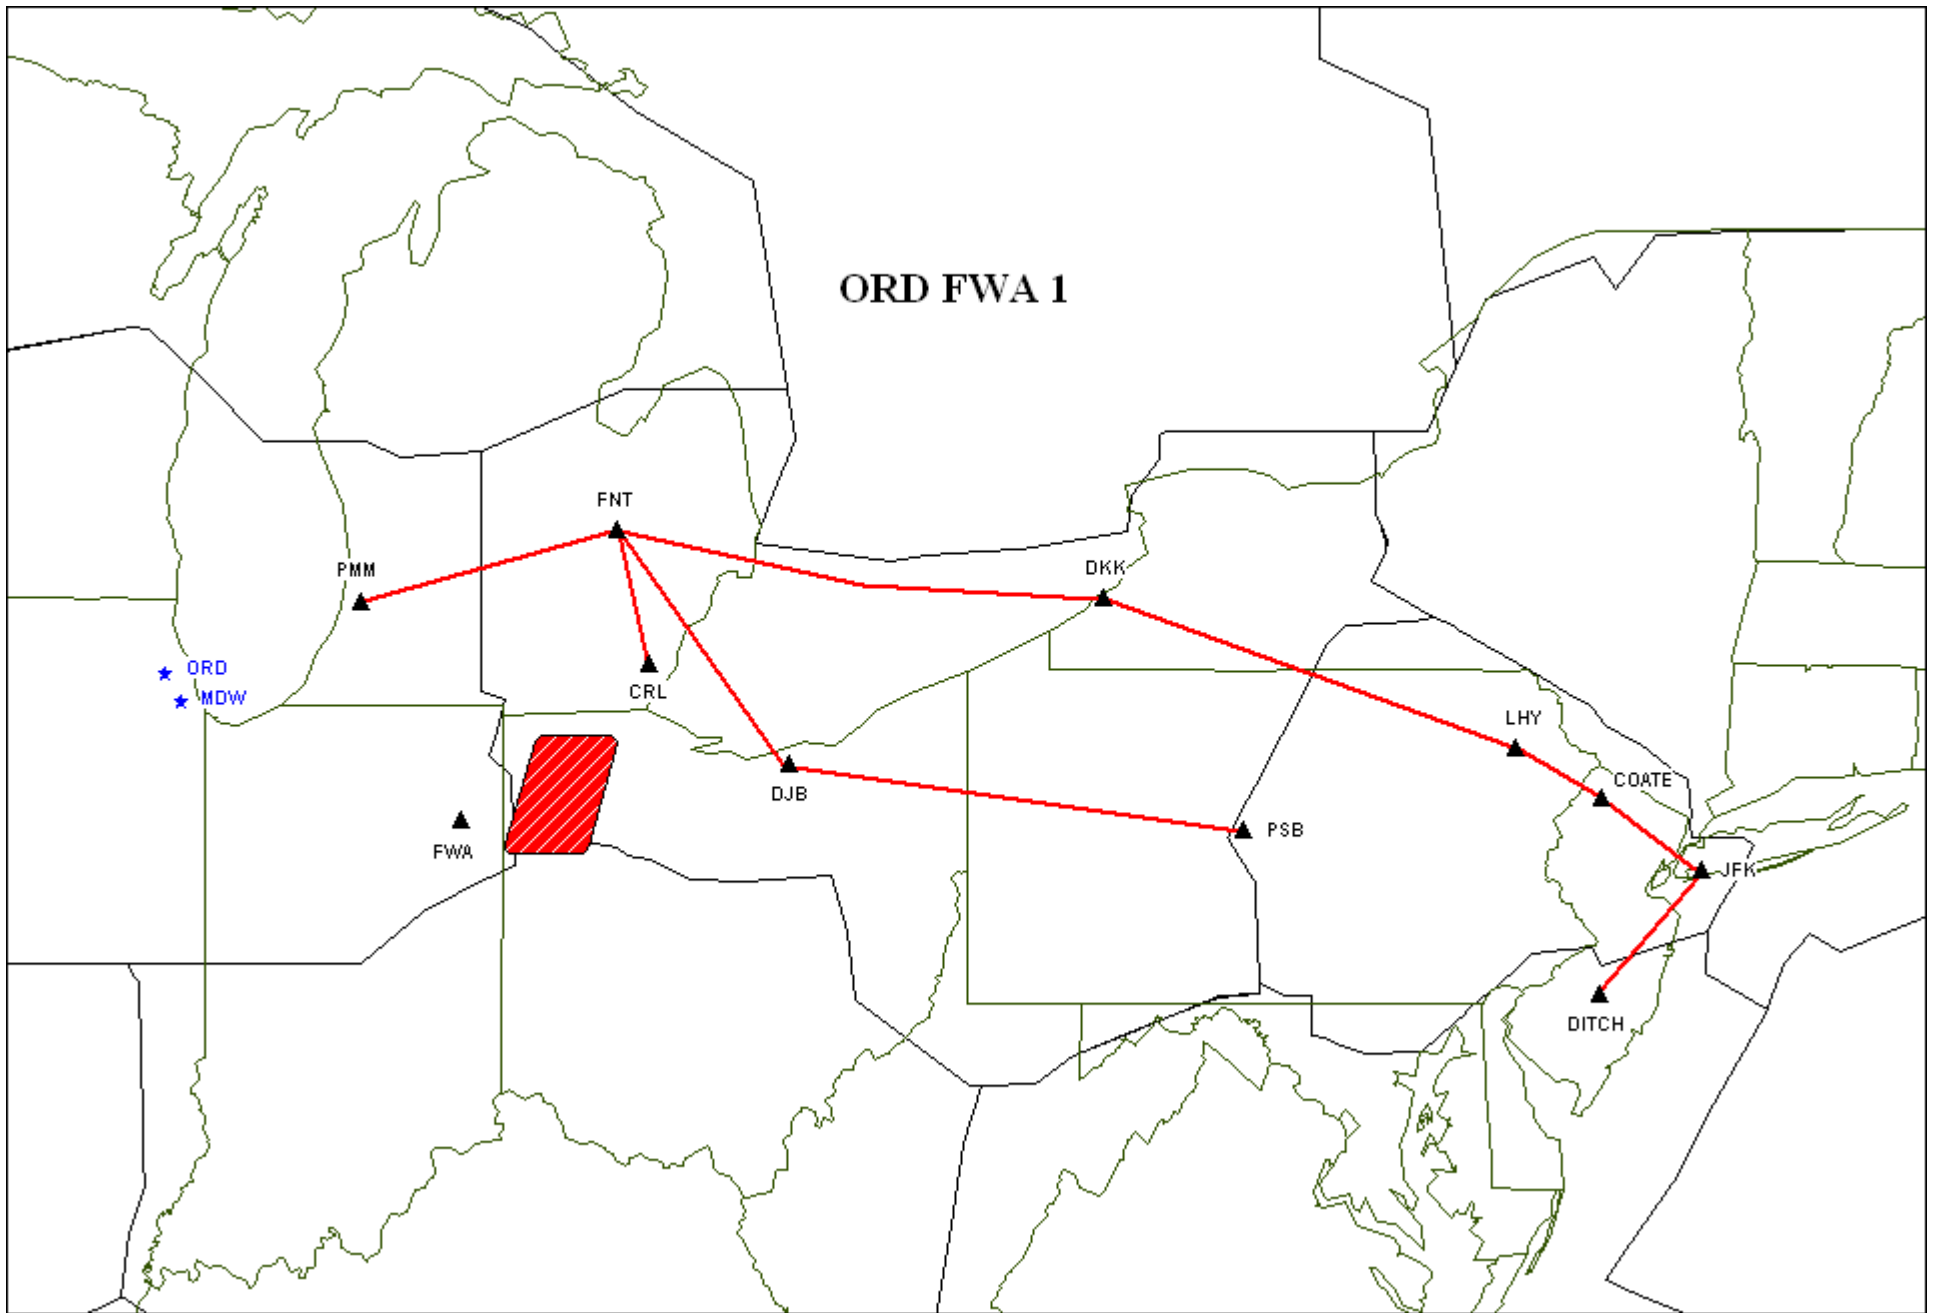 ORD FWA 1
FNT
PMM
DKK
ORD
MDW
CRL
LHY
COATE
DJB
PSB
FWA
JFK
DITCH